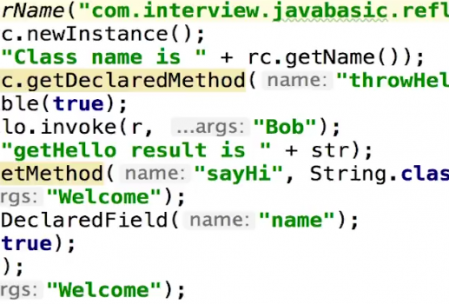 rName("com.interview.javabasic.refl
c.newInstance();
"Class name is " + rc.getName());
c.getDeclaredMethod( name: "throwHel
ble(true);
lo.invoke(r, ...args: "Bob");
"getHello result is " + str);
etMethod( name: "sayHi", String.clas
rgs: "Welcome");
DeclaredField( name: "name");
true);
);
rgs: "Welcome");